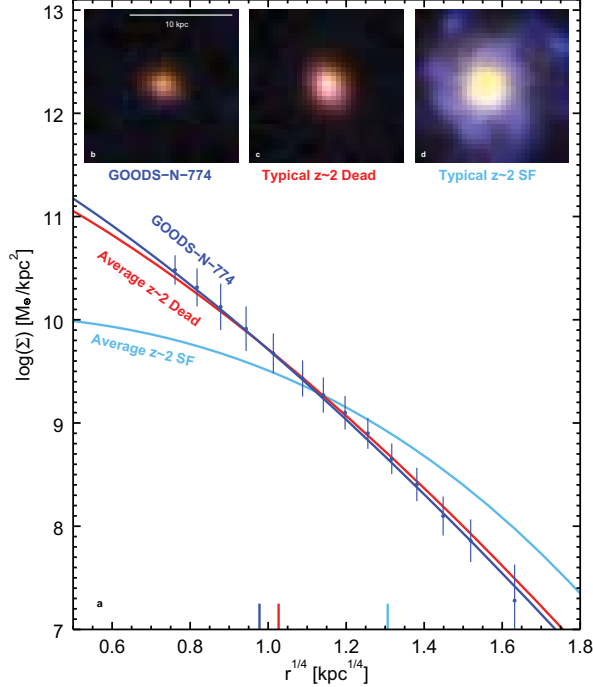 13
12
11
10
9
8
7
10 kpc
b
c
d
GOODS−N−774
Typical z~2 Dead
Typical z~2 SF
GOODS−N−774
Average z~2 Dead
Average z~2 SF
log(Σ) [M⊙/kpc²]
a
0.6 0.8 1.0 1.2 1.4 1.6 1.8
r^1/4 [kpc^1/4]